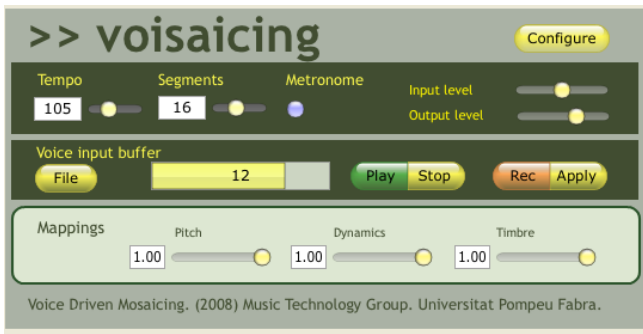 >> voisaicing
Configure
Tempo Segments Metronome
105 16
Input level
Output level
Voice input buffer
File 12 Play Stop Rec Apply
Mappings Pitch Dynamics Timbre
1.00 1.00 1.00
Voice Driven Mosaicing. (2008) Music Technology Group. Universitat Pompeu Fabra.